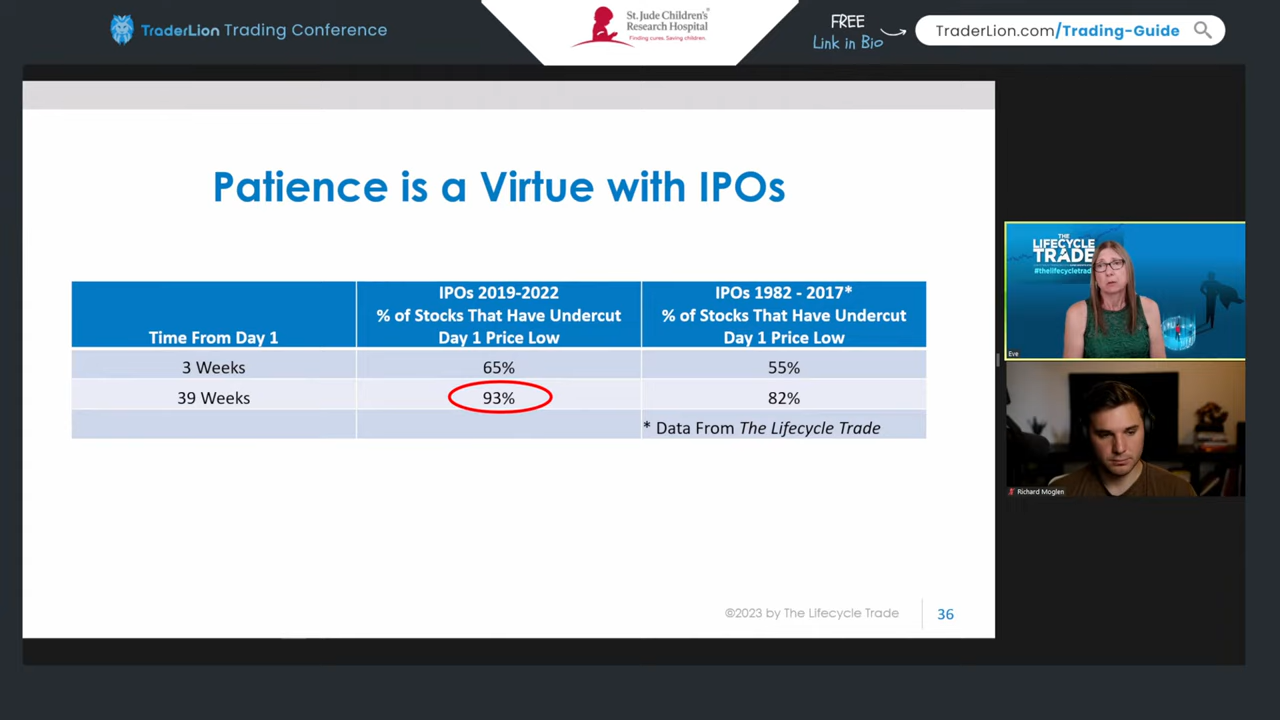 TraderLion Trading Conference
St. Jude Children's
Research Hospital
Finding cures. Saving children.
FREE
Link in Bio
TraderLion.com/Trading-Guide
Patience is a Virtue with IPOs
Time From Day 1
IPOs 2019-2022
% of Stocks That Have Undercut
Day 1 Price Low
IPOs 1982 - 2017*
% of Stocks That Have Undercut
Day 1 Price Low
3 Weeks 65% 55%
39 Weeks 93% 82%
* Data From The Lifecycle Trade
©2023 by The Lifecycle Trade 36
THE
LIFECYCLE
TRADE
#thelifecycletrad
Eve
Richard Moglen